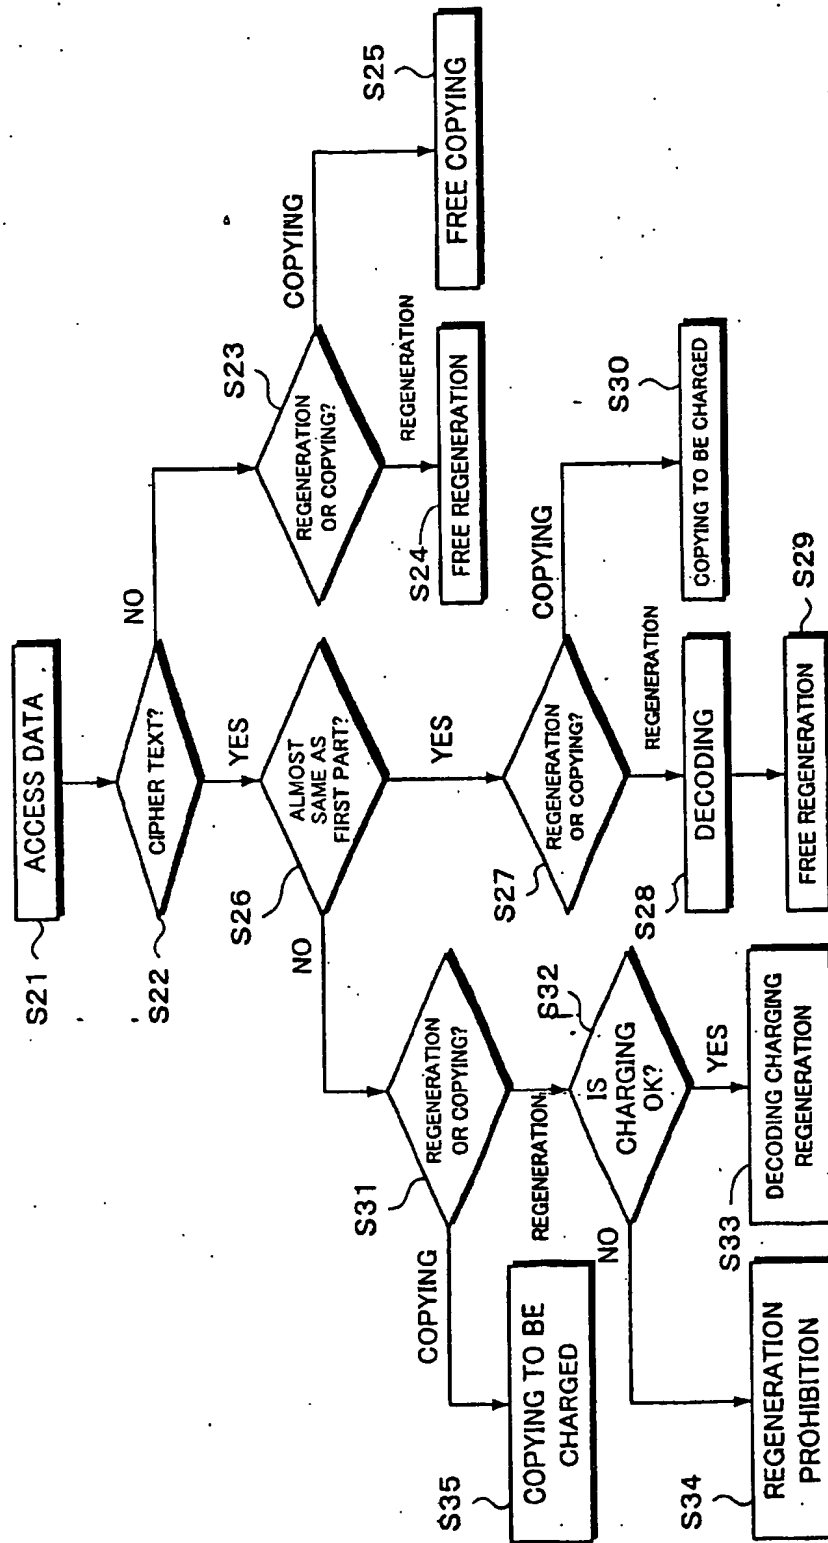 S21
ACCESS DATA
S22
CIPHER TEXT?
NO
YES
S23
REGENERATION
OR COPYING?
COPYING
S25
FREE COPYING
REGENERATION
S24
FREE REGENERATION
S26
ALMOST
SAME AS
FIRST PART?
NO
YES
S27
REGENERATION
OR COPYING?
COPYING
S30
COPYING TO BE CHARGED
REGENERATION
S28
DECODING
S29
FREE REGENERATION
S31
REGENERATION
OR COPYING?
COPYING
S35
COPYING TO BE
CHARGED
REGENERATION
S32
IS
CHARGING
OK?
NO
YES
S33
DECODING CHARGING
REGENERATION
S34
REGENERATION
PROHIBITION